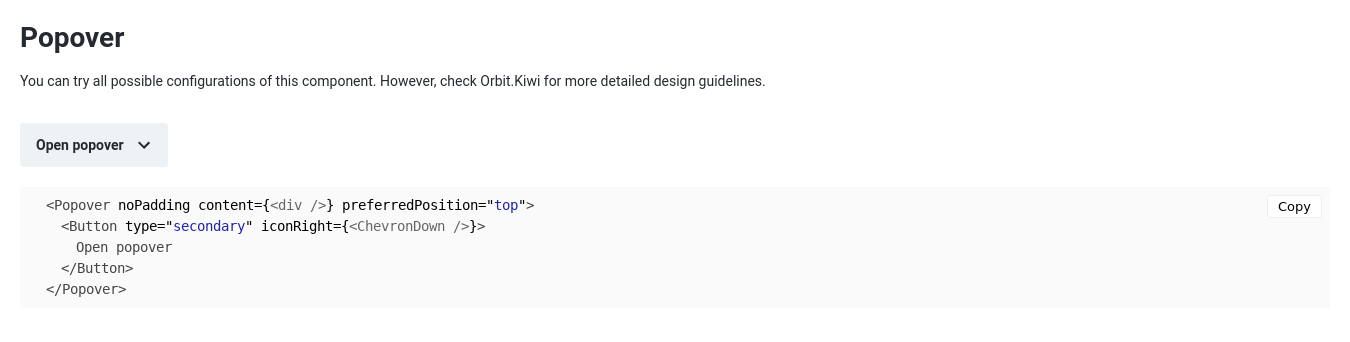 Popover
You can try all possible configurations of this component. However, check Orbit.Kiwi for more detailed design guidelines.
Open popover
<Popover noPadding content={<div />} preferredPosition="top">
Copy
<Button type="secondary" iconRight={<ChevronDown />}>
Open popover
</Button>
</Popover>